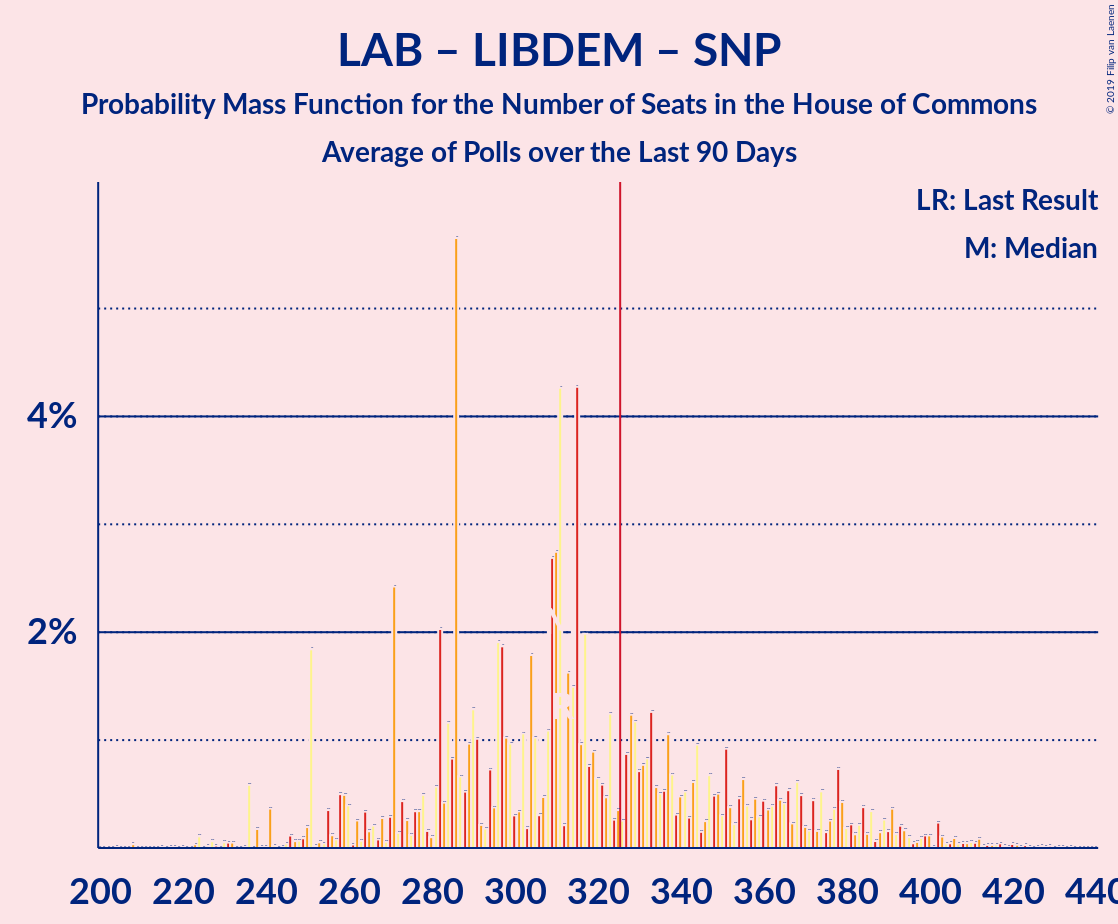 LAB – LIBDEM – SNP
Probability Mass Function for the Number of Seats in the House of Commons
Average of Polls over the Last 90 Days
© 2019 Filip van Laenen
LR: Last Result
M: Median
4%
2%
200 220 240 260 280 300 320 340 360 380 400 420 440